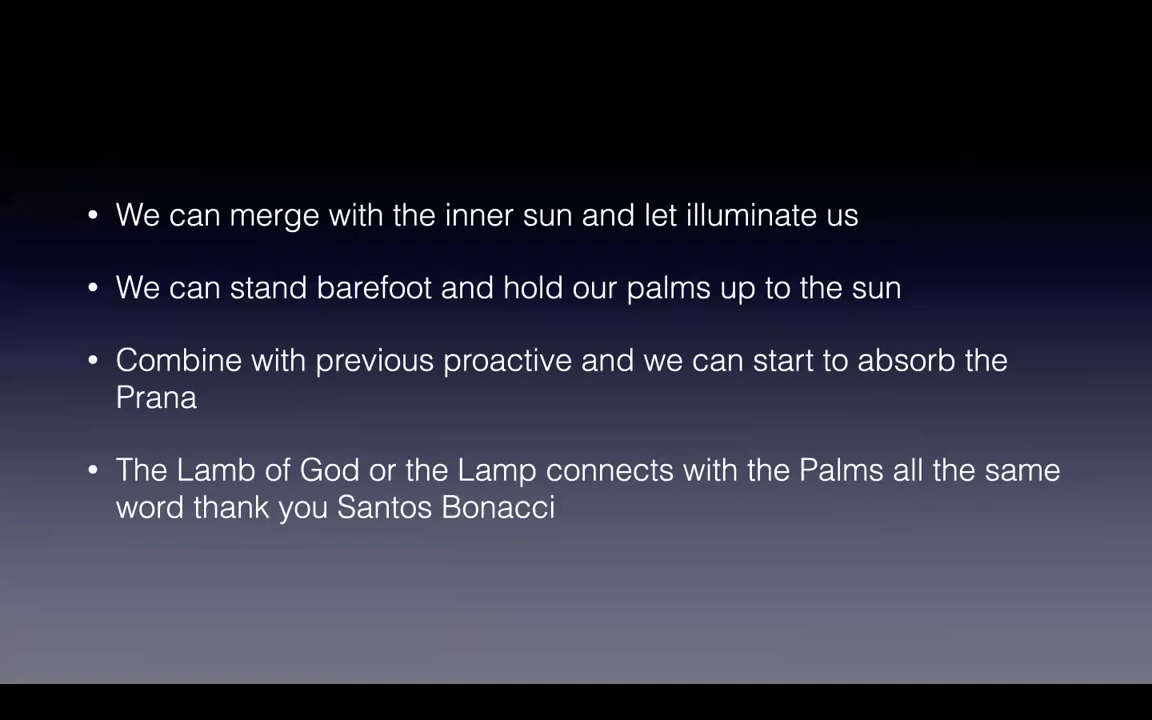 • We can merge with the inner sun and let illuminate us
• We can stand barefoot and hold our palms up to the sun
• Combine with previous proactive and we can start to absorb the
Prana
• The Lamb of God or the Lamp connects with the Palms all the same
word thank you Santos Bonacci